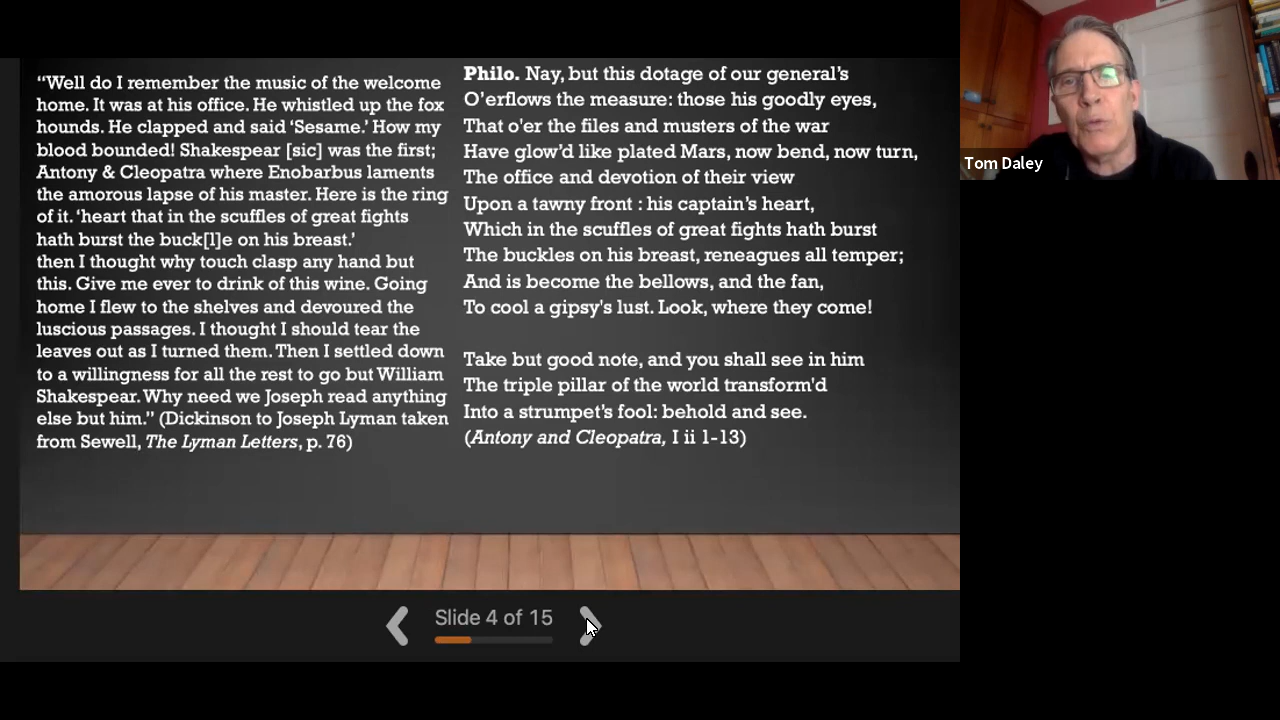 “Well do I remember the music of the welcome
home. It was at his office. He whistled up the fox
hounds. He clapped and said ‘Sesame.’ How my
blood bounded! Shakespear [sic] was the first;
Antony & Cleopatra where Enobarbus laments
the amorous lapse of his master. Here is the ring
of it. ‘heart that in the scuffles of great fights
hath burst the buck[l]e on his breast.’
then I thought why touch clasp any hand but
this. Give me ever to drink of this wine. Going
home I flew to the shelves and devoured the
luscious passages. I thought I should tear the
leaves out as I turned them. Then I settled down
to a willingness for all the rest to go but William
Shakespear. Why need we Joseph read anything
else but him.” (Dickinson to Joseph Lyman taken
from Sewell, The Lyman Letters, p. 76)
Philo. Nay, but this dotage of our general’s
O’erflows the measure: those his goodly eyes,
That o'er the files and musters of the war
Have glow’d like plated Mars, now bend, now turn,
The office and devotion of their view
Upon a tawny front : his captain’s heart,
Which in the scuffles of great fights hath burst
The buckles on his breast, reneagues all temper;
And is become the bellows, and the fan,
To cool a gipsy's lust. Look, where they come!
Take but good note, and you shall see in him
The triple pillar of the world transform'd
Into a strumpet’s fool: behold and see.
(Antony and Cleopatra, I ii 1-13)
Tom Daley
Slide 4 of 15